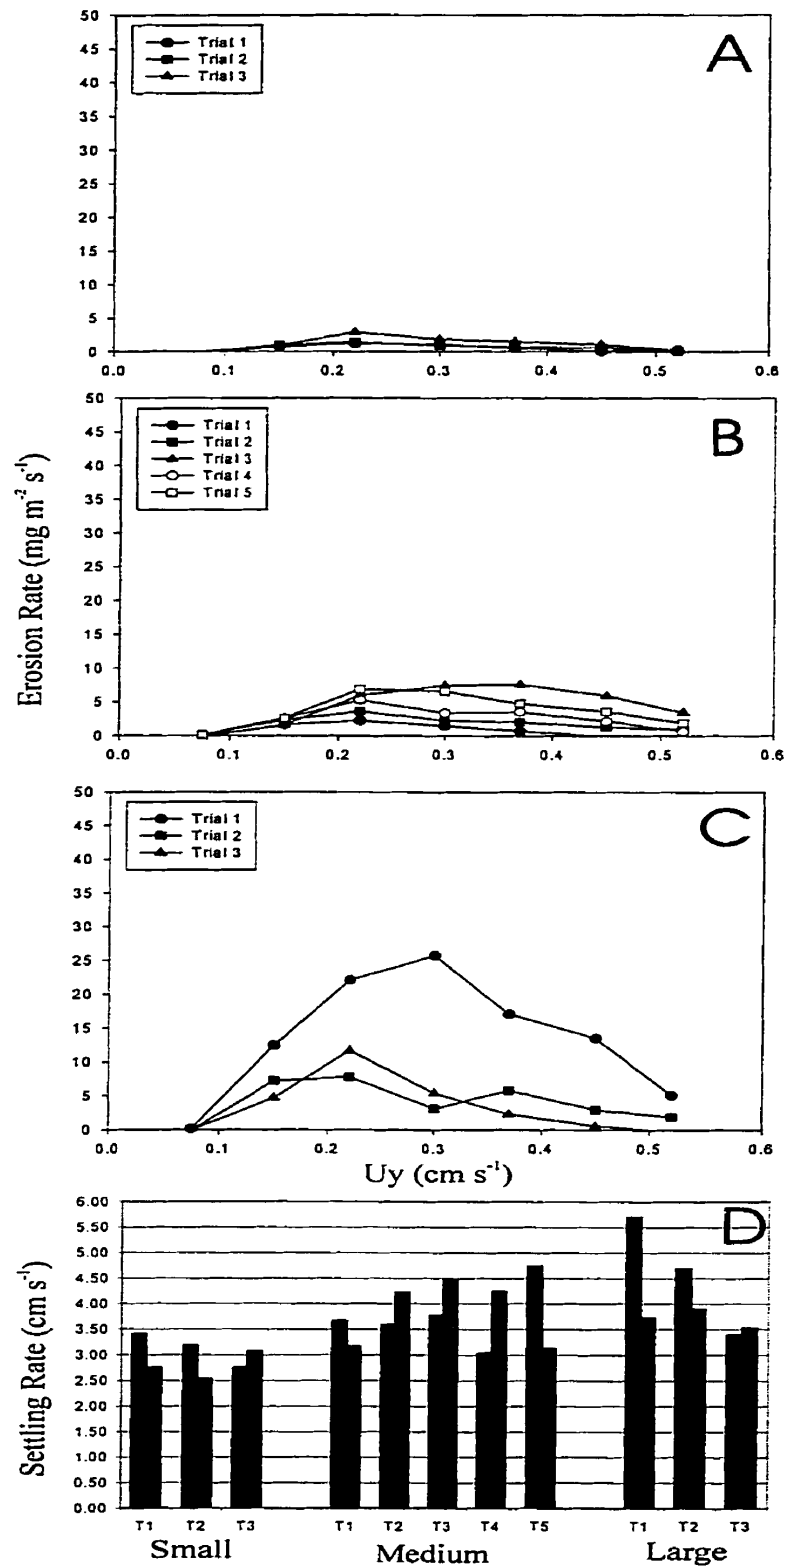 50
45
40
35
30
25
20
15
10
5
0
Trial 1
Trial 2
Trial 3
A
0.0 0.1 0.2 0.3 0.4 0.5 0.6
Erosion Rate (mg m⁻² s⁻¹)
50
45
40
35
30
25
20
15
10
5
0
Trial 1
Trial 2
Trial 3
Trial 4
Trial 5
B
0.0 0.1 0.2 0.3 0.4 0.5 0.6
50
45
40
35
30
25
20
15
10
5
0
Trial 1
Trial 2
Trial 3
C
0.0 0.1 0.2 0.3 0.4 0.5 0.6
Uy (cm s⁻¹)
Settling Rate (cm s⁻¹)
6.00
5.50
5.00
4.50
4.00
3.50
3.00
2.50
2.00
1.50
1.00
0.50
0.00
D
T1 T2 T3 T1 T2 T3 T4 T5 T1 T2 T3
Small Medium Large